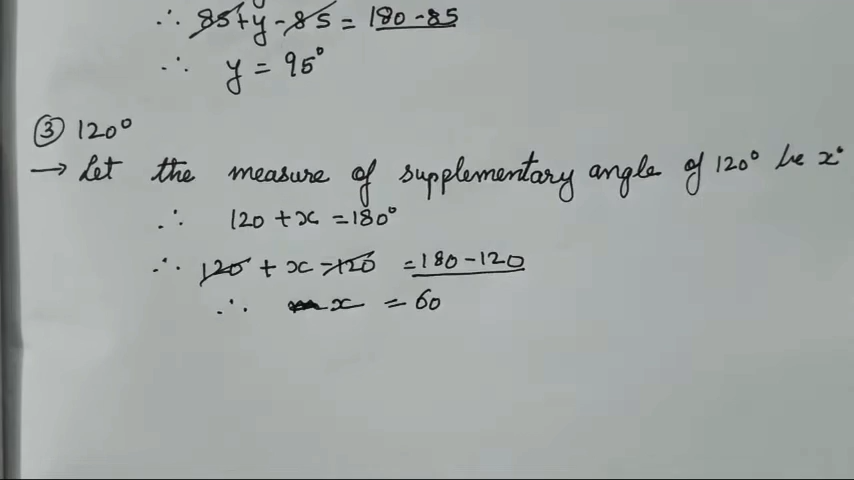 ∴ 85+y-85 = 180-85
∴ y = 95°
③ 120°
→ Let the measure of supplementary angle of 120° be x°
∴ 120 + x = 180°
∴ 120 + x - 120 = 180 - 120
∴ x = 60